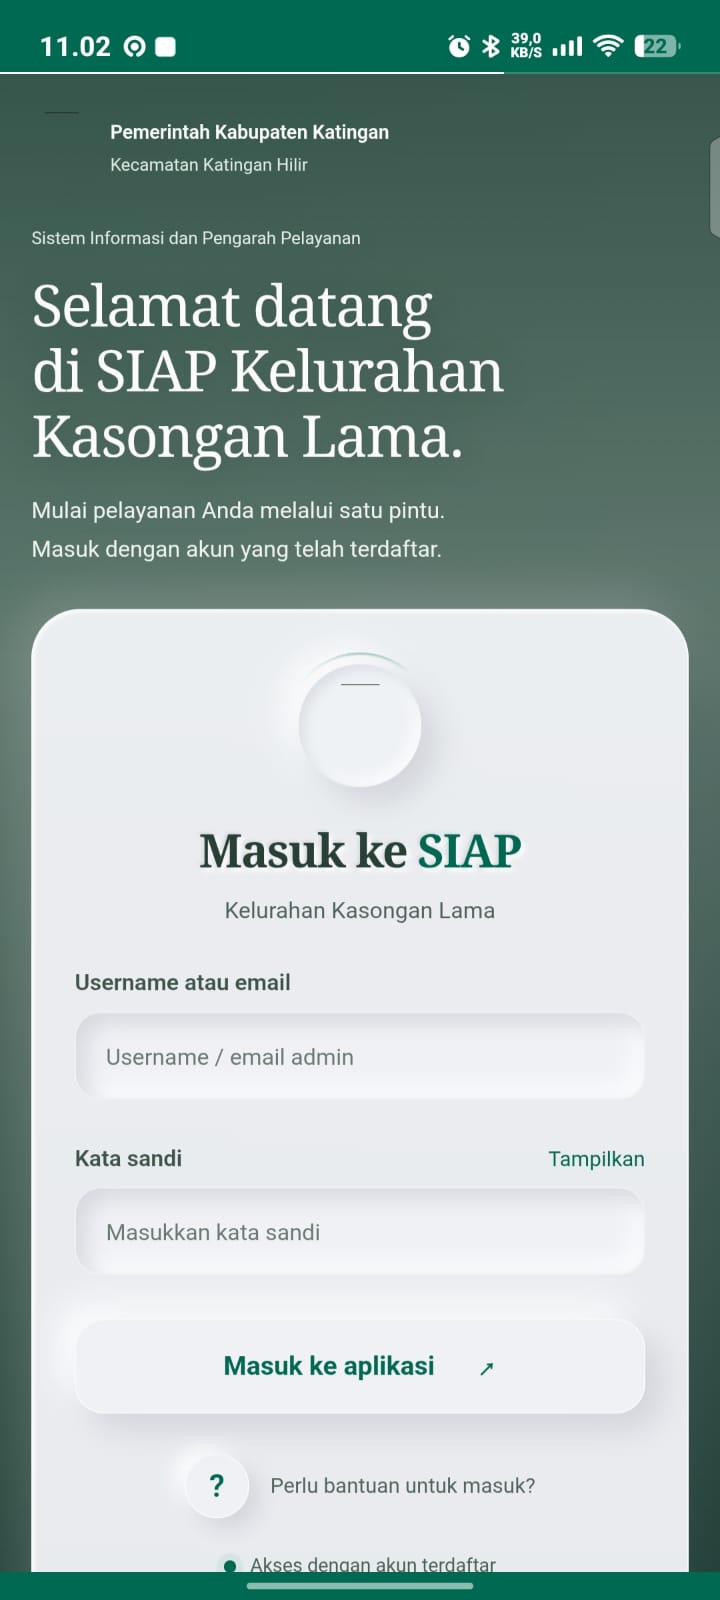 11.02
39,0
KB/S
22
Pemerintah Kabupaten Katingan
Kecamatan Katingan Hilir
Sistem Informasi dan Pengarah Pelayanan
Selamat datang
di SIAP Kelurahan
Kasongan Lama.
Mulai pelayanan Anda melalui satu pintu.
Masuk dengan akun yang telah terdaftar.
Masuk ke SIAP
Kelurahan Kasongan Lama
Username atau email
Username / email admin
Kata sandi
Tampilkan
Masukkan kata sandi
Masuk ke aplikasi ↗
? Perlu bantuan untuk masuk?
Akses dengan akun terdaftar